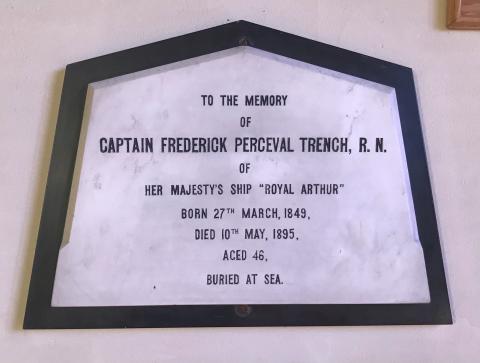 TO THE MEMORY
OF
CAPTAIN FREDERICK PERCEVAL TRENCH, R. N.
OF
HER MAJESTY'S SHIP "ROYAL ARTHUR"
BORN 27TH MARCH, 1849,
DIED 10TH MAY, 1895,
AGED 46,
BURIED AT SEA.